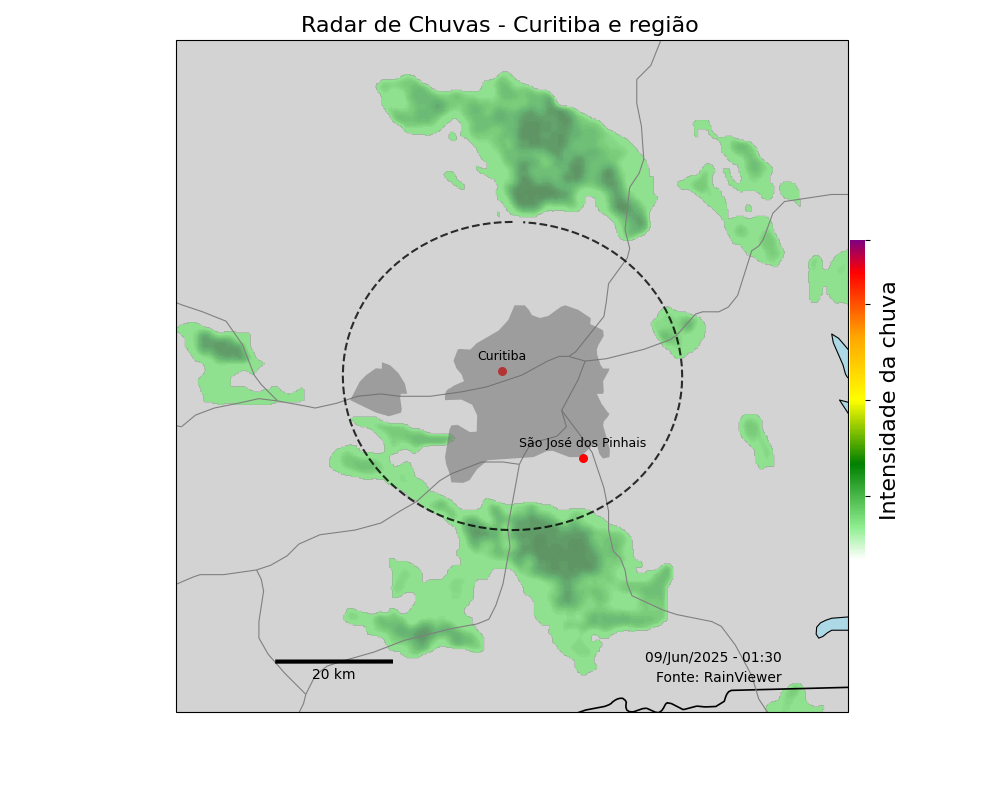 Radar de Chuvas - Curitiba e região
Curitiba
São José dos Pinhais
Intensidade da chuva
09/Jun/2025 - 01:30
Fonte: RainViewer
20 km